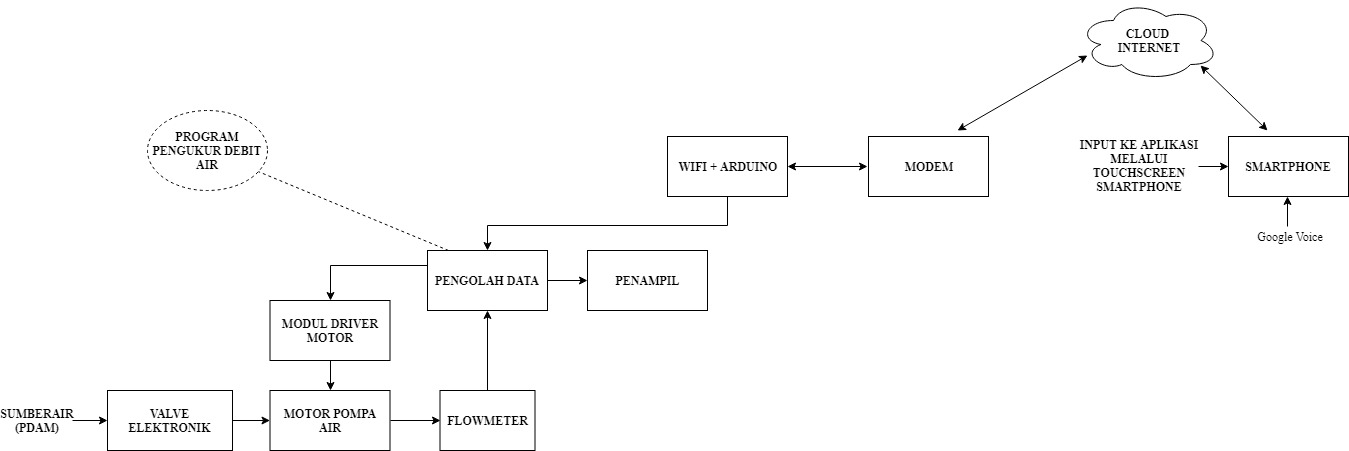 CLOUD
INTERNET
PROGRAM
PENGUKUR DEBIT
AIR
WIFI + ARDUINO
MODEM
INPUT KE APLIKASI
MELALUI
TOUCHSCREEN
SMARTPHONE
SMARTPHONE
Google Voice
PENGOLAH DATA
PENAMPIL
MODUL DRIVER
MOTOR
SUMBERAIR
(PDAM)
VALVE
ELEKTRONIK
MOTOR POMPA
AIR
FLOWMETER